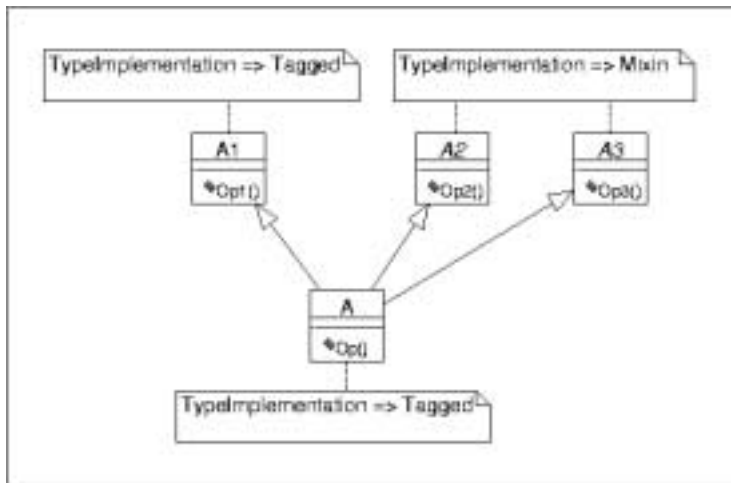 TypeImplementation => Tagged
TypeImplementation => Mixin
A1
A2
A3
Op1()
Op2()
Op3()
A
Op()
TypeImplementation => Tagged